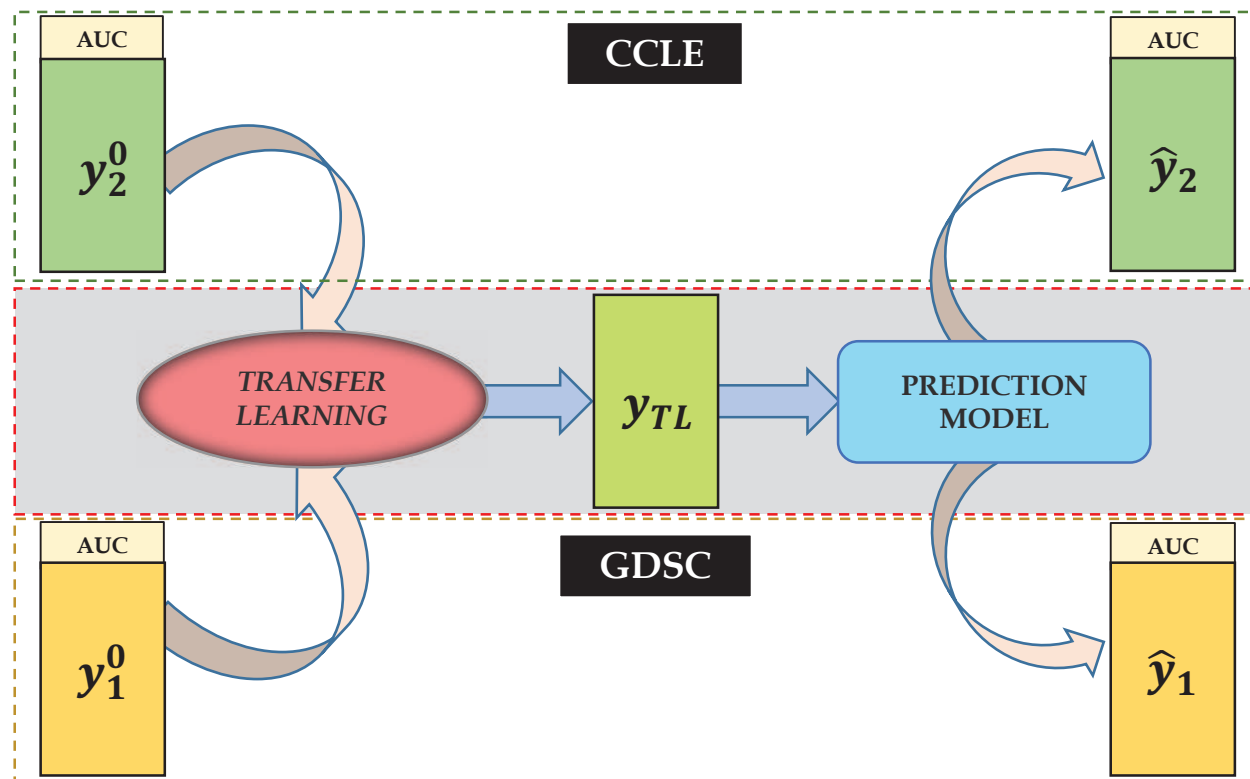 AUC
CCLE
AUC
y₂⁰
ŷ₂
TRANSFER
LEARNING
y_TL
PREDICTION
MODEL
AUC
GDSC
AUC
y₁⁰
ŷ₁